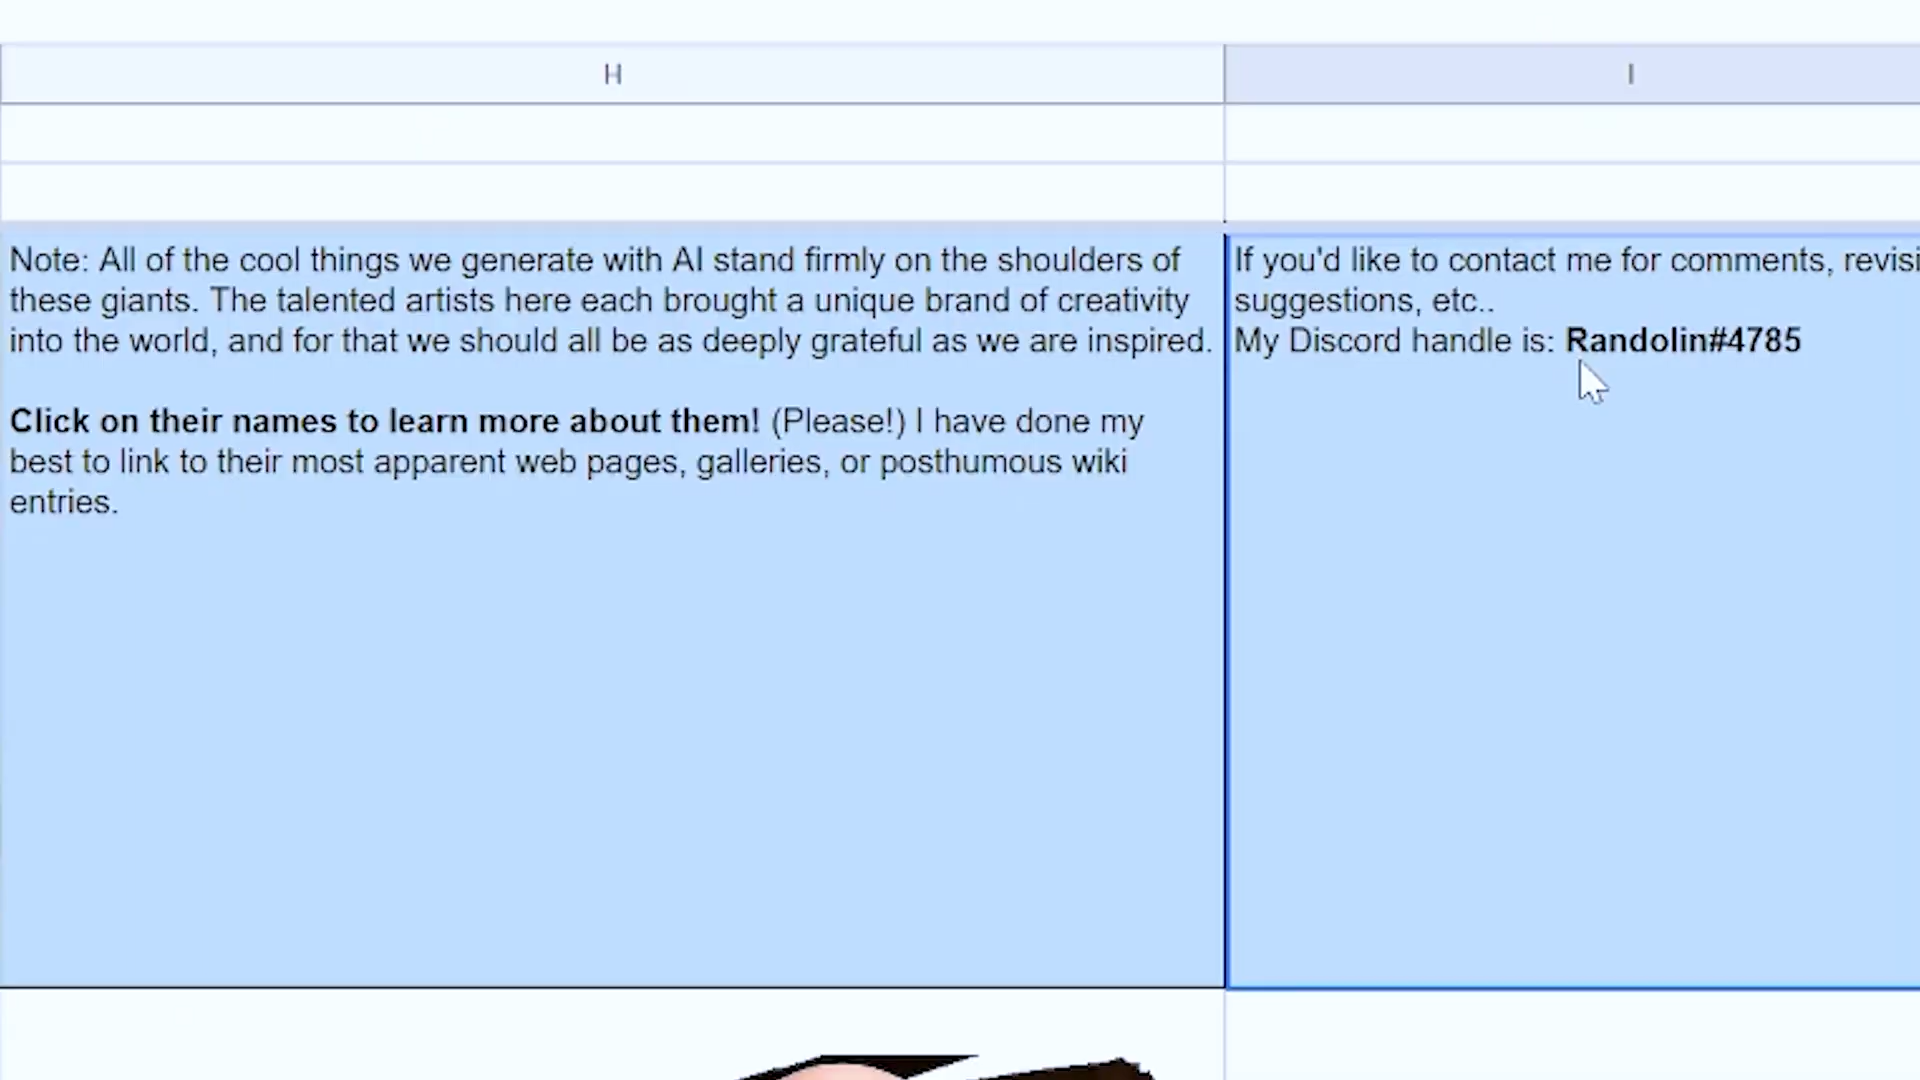 H
I
Note: All of the cool things we generate with AI stand firmly on the shoulders of
these giants. The talented artists here each brought a unique brand of creativity
into the world, and for that we should all be as deeply grateful as we are inspired.
Click on their names to learn more about them! (Please!) I have done my
best to link to their most apparent web pages, galleries, or posthumous wiki
entries.
If you'd like to contact me for comments, revisi
suggestions, etc..
My Discord handle is: Randolin#4785